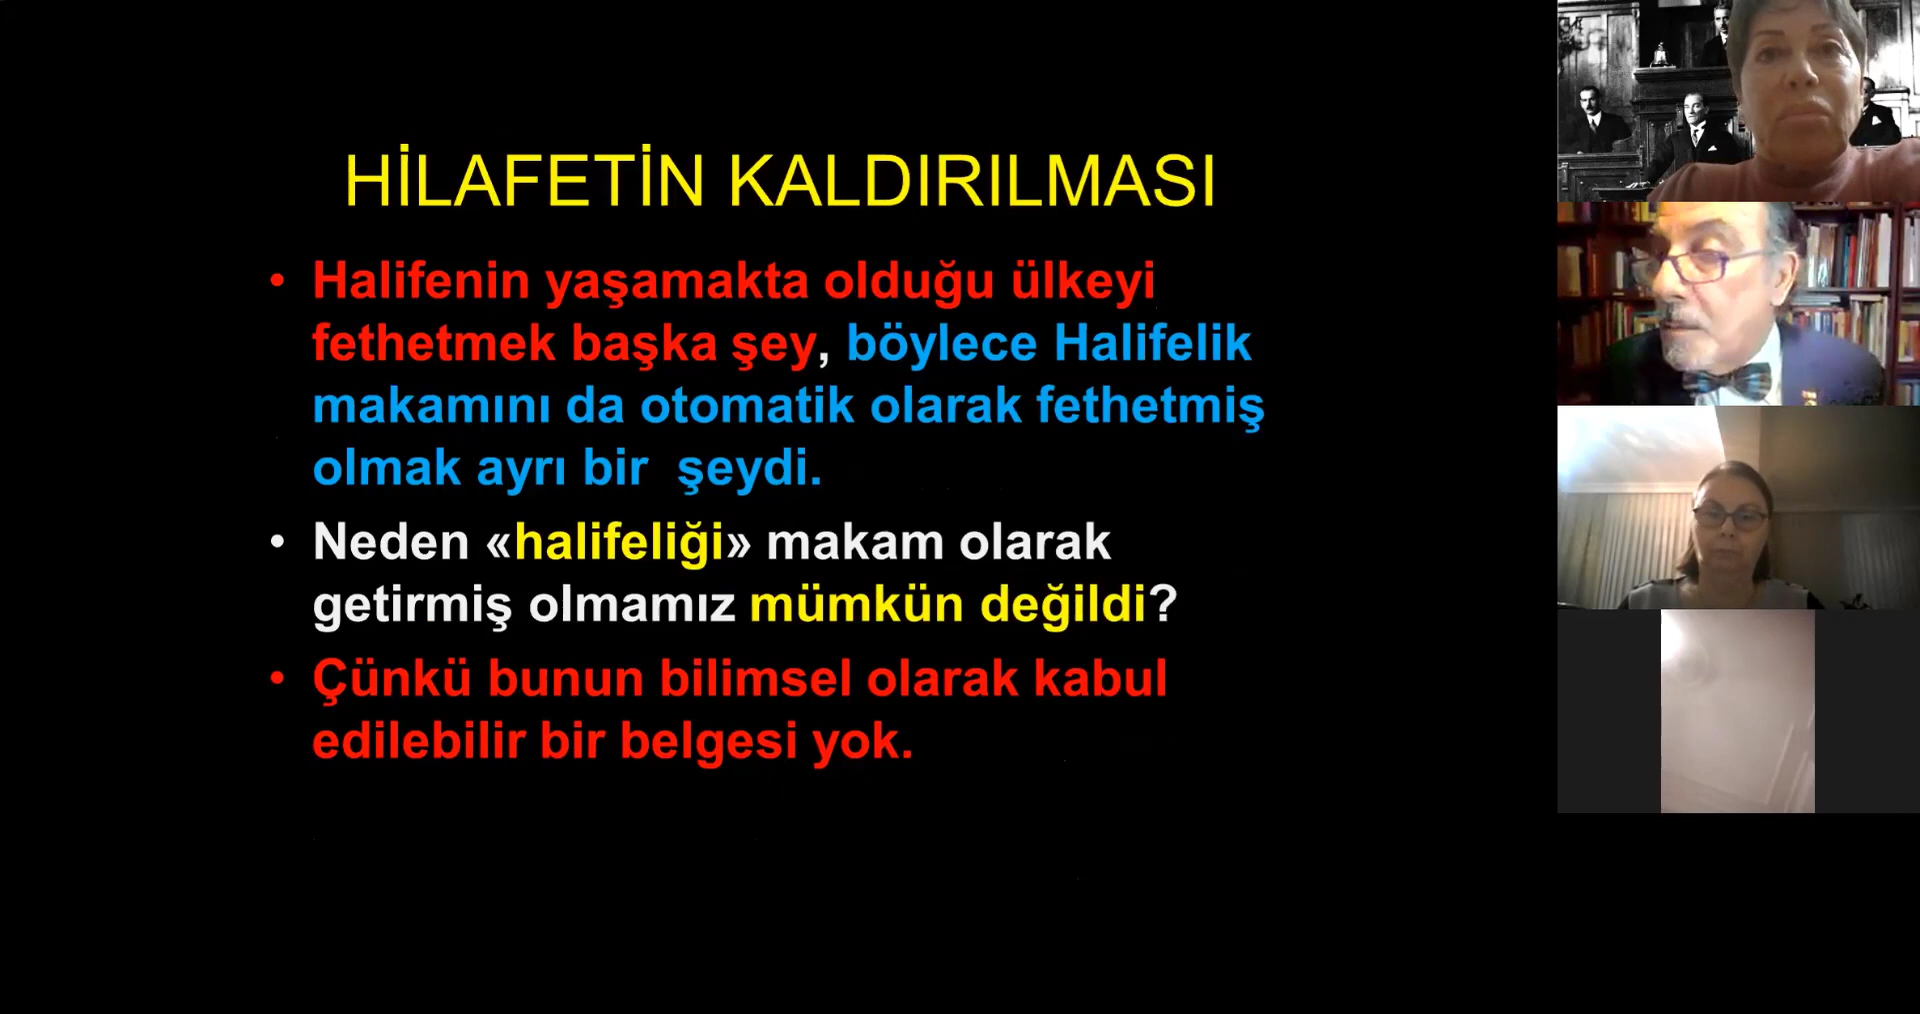 HİLAFETİN KALDIRILMASI
• Halifenin yaşamakta olduğu ülkeyi
fethetmek başka şey, böylece Halifelik
makamını da otomatik olarak fethetmiş
olmak ayrı bir  şeydi.
• Neden «halifeliği» makam olarak
getirmiş olmamız mümkün değildi?
• Çünkü bunun bilimsel olarak kabul
edilebilir bir belgesi yok.